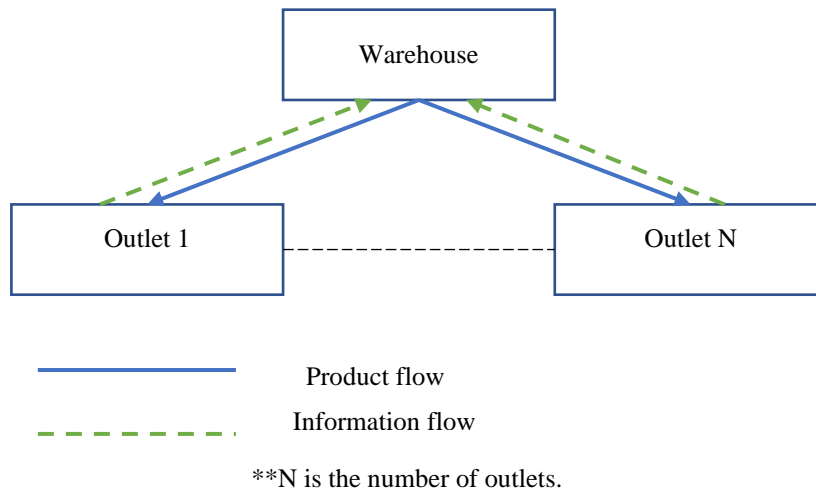 Warehouse
Outlet 1
Outlet N
Product flow
Information flow
**N is the number of outlets.